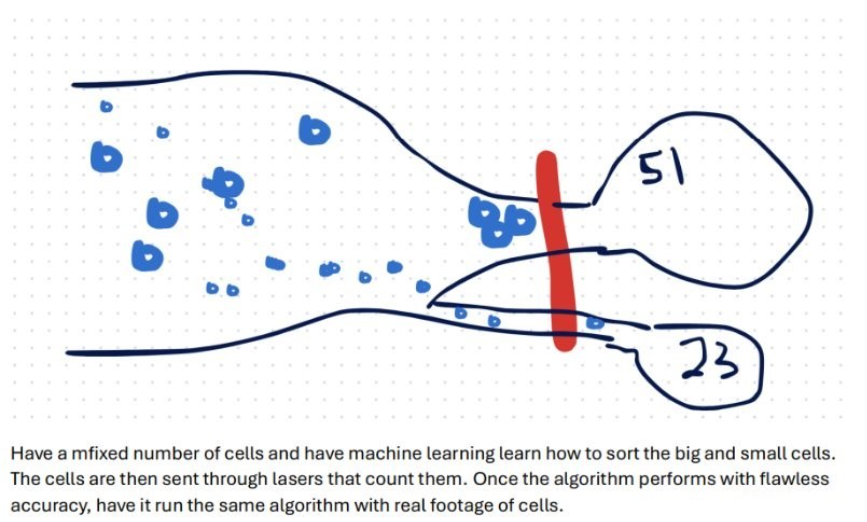 51
23
Have a mfixed number of cells and have machine learning learn how to sort the big and small cells.
The cells are then sent through lasers that count them. Once the algorithm performs with flawless
accuracy, have it run the same algorithm with real footage of cells.